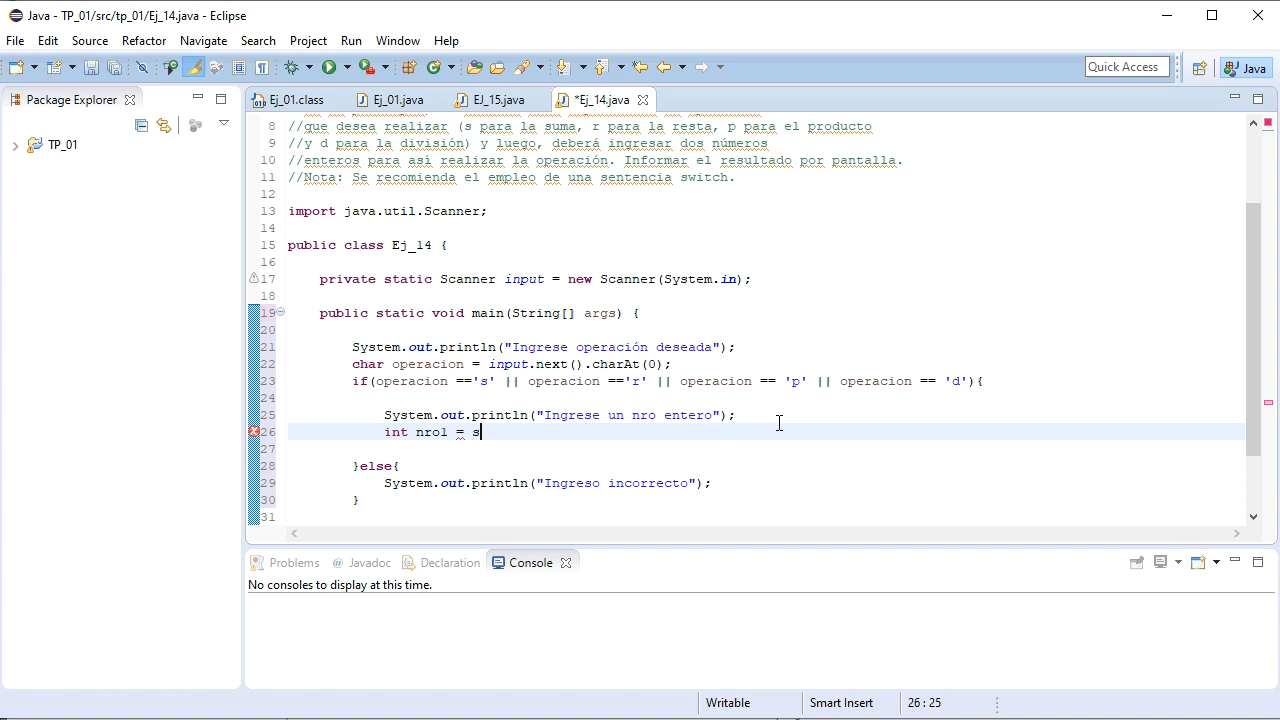 Java - TP_01/src/tp_01/Ej_14.java - Eclipse
File Edit Source Refactor Navigate Search Project Run Window Help
Quick Access Java
Package Explorer
Ej_01.class Ej_01.java EJ_15.java *Ej_14.java
TP_01
8 //que desea realizar (s para la suma, r para la resta, p para el producto
9 //y d para la división) y luego, deberá ingresar dos números
10 //enteros para así realizar la operación. Informar el resultado por pantalla.
11 //Nota: Se recomienda el empleo de una sentencia switch.
12
13 import java.util.Scanner;
14
15 public class Ej_14 {
16
17 private static Scanner input = new Scanner(System.in);
18
19 public static void main(String[] args) {
20
21 System.out.println("Ingrese operación deseada");
22 char operacion = input.next().charAt(0);
23 if(operacion =='s' || operacion =='r' || operacion == 'p' || operacion == 'd'){
24
25 System.out.println("Ingrese un nro entero");
26 int nro1 = s
27
28 }else{
29 System.out.println("Ingreso incorrecto");
30 }
31
Problems @ Javadoc Declaration Console
No consoles to display at this time.
Writable Smart Insert 26 : 25